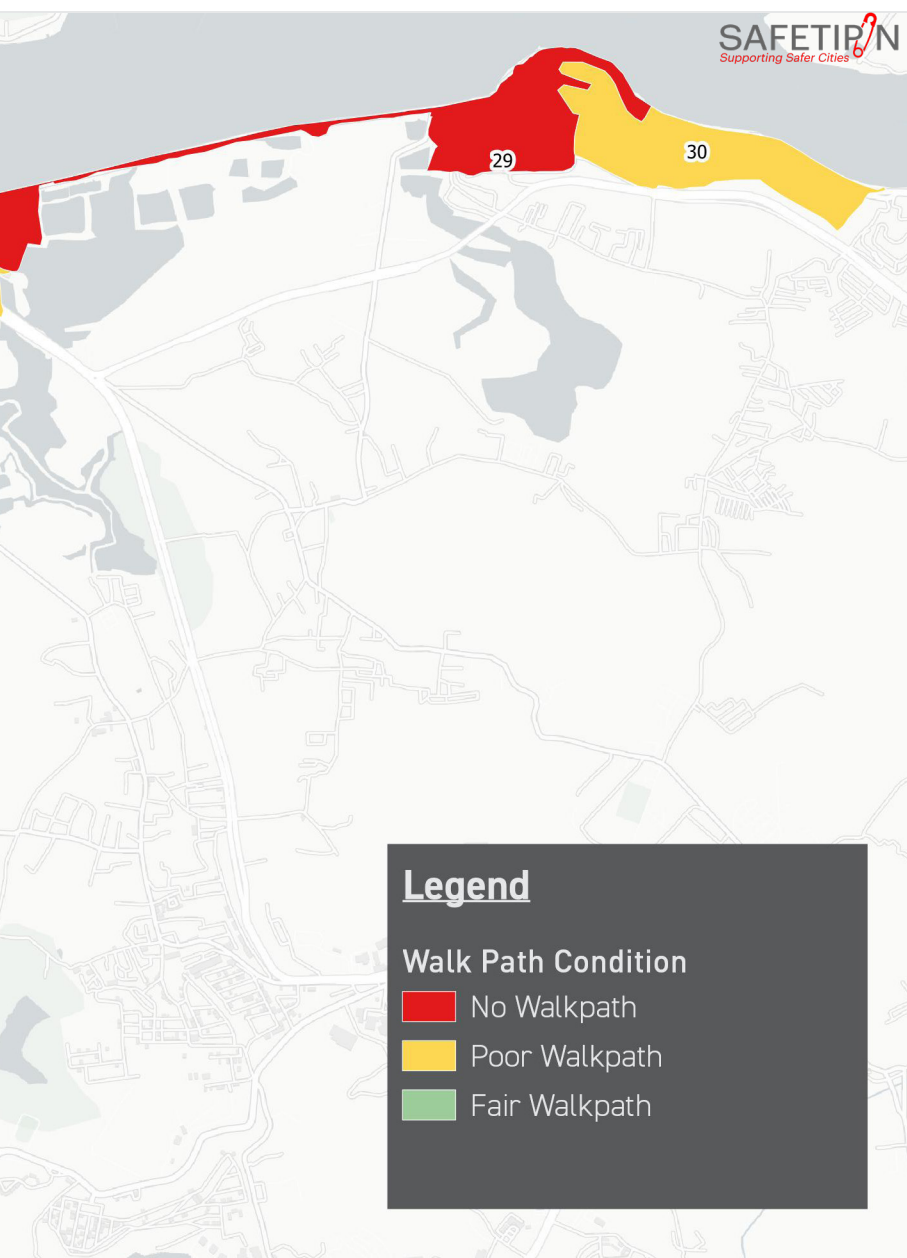 SAFETIPIN
Supporting Safer Cities
29
30
Legend
Walk Path Condition
No Walkpath
Poor Walkpath
Fair Walkpath